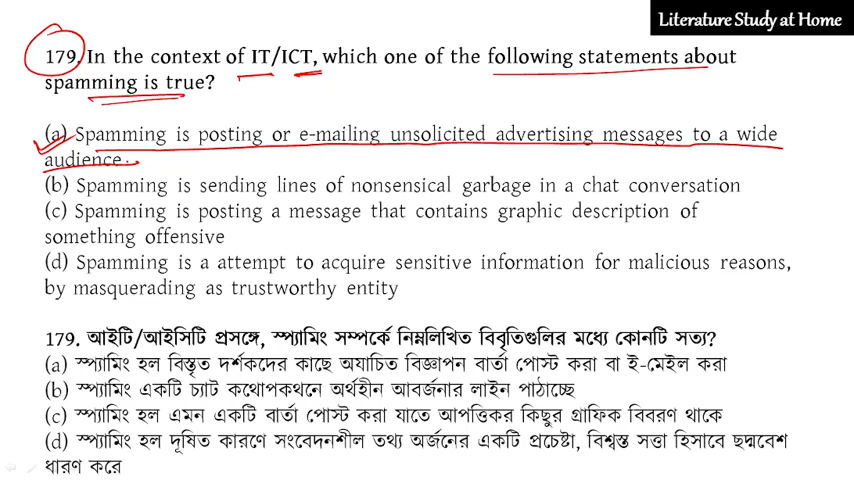 Literature Study at Home
179. In the context of IT/ICT, which one of the following statements about
spamming is true?
(a) Spamming is posting or e-mailing unsolicited advertising messages to a wide
audience.
(b) Spamming is sending lines of nonsensical garbage in a chat conversation
(c) Spamming is posting a message that contains graphic description of
something offensive
(d) Spamming is a attempt to acquire sensitive information for malicious reasons,
by masquerading as trustworthy entity
179. আইটি/আইসিটি প্রসঙ্গে, স্প্যামিং সম্পর্কে নিম্নলিখিত বিবৃতিগুলির মধ্যে কোনটি সত্য?
(a) স্প্যামিং হল বিস্তৃত দর্শকদের কাছে অযাচিত বিজ্ঞাপন বার্তা পোস্ট করা বা ই-মেইল করা
(b) স্প্যামিং একটি চ্যাট কথোপকথনে অর্থহীন আবর্জনার লাইন পাঠাচ্ছে
(c) স্প্যামিং হল এমন একটি বার্তা পোস্ট করা যাতে আপত্তিকর কিছুর গ্রাফিক বিবরণ থাকে
(d) স্প্যামিং হল দূষিত কারণে সংবেদনশীল তথ্য অর্জনের একটি প্রচেষ্টা, বিশ্বস্ত সত্তা হিসাবে ছদ্মবেশ
ধারণ করে